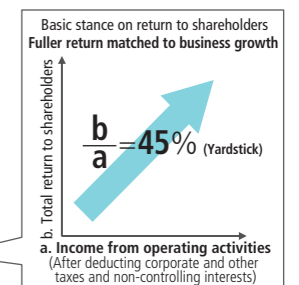 Basic stance on return to shareholders
Fuller return matched to business growth
b. Total return to shareholders
b
a
=45% (Yardstick)
a. Income from operating activities
(After deducting corporate and other
taxes and non-controlling interests)